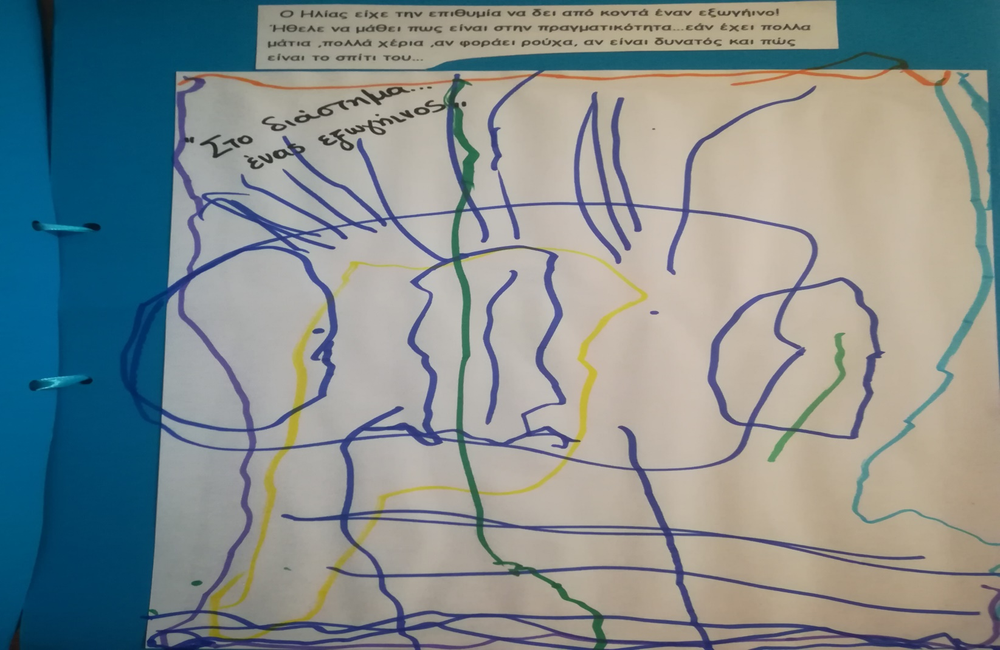 Ο Ηλίας είχε την επιθυμία να δει από κοντά έναν εξωγήινο!
Ήθελε να μάθει πως είναι στην πραγματικότητα...εάν έχει πολλα
μάτια ,πολλά χέρια ,αν φοράει ρούχα, αν είναι δυνατός και πώς
είναι το σπίτι του...
"Στο διάστημα...
ένας εξωγήινος..."